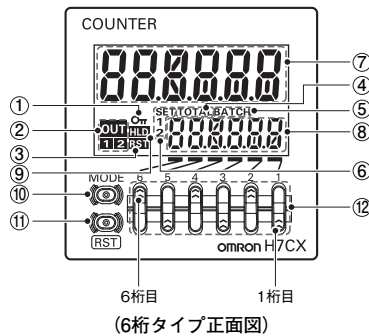 COUNTER
888888
⑦
④
①
SET TOTAL BATCH
⑤
②
OUT
HLD
1
888888
⑧
1 2
RST
2
③
⑨
⑥
MODE
6 5 4 3 2 1
⑩
⑫
⑪
RST
OMRON H7CX
6桁目
1桁目
(6桁タイプ正面図)